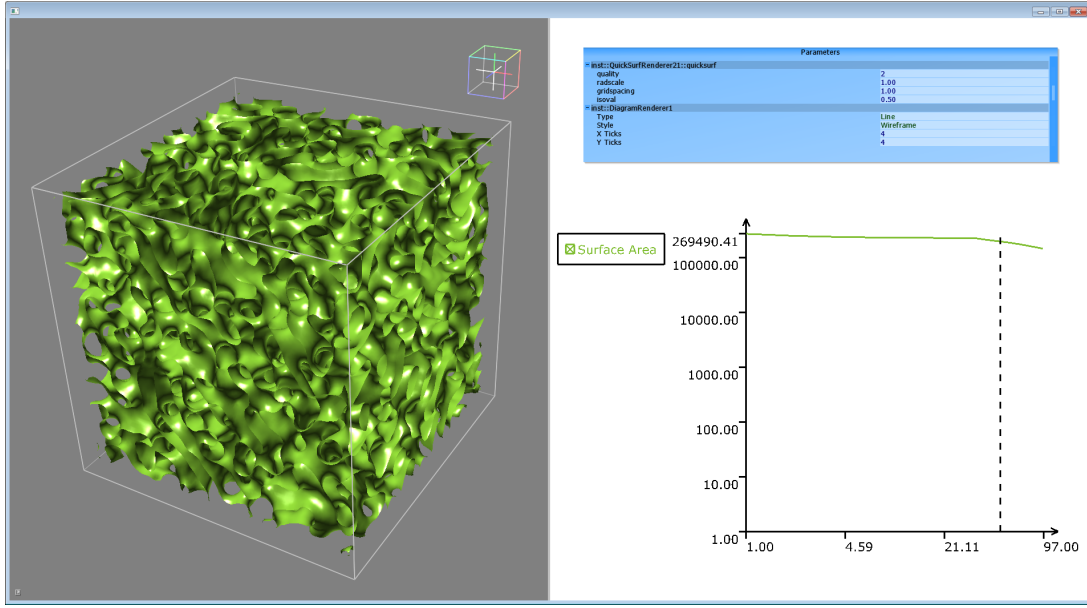 Parameters
inst::QuickSurfRenderer21::quicksurf
quality 2
radscale 1.00
gridspacing 1.00
isoval 0.50
inst::DiagramRenderer1
Type Line
Style Wireframe
X Ticks 4
Y Ticks 4
Surface Area
269490.41
100000.00
10000.00
1000.00
100.00
10.00
1.00
1.00 4.59 21.11 97.00